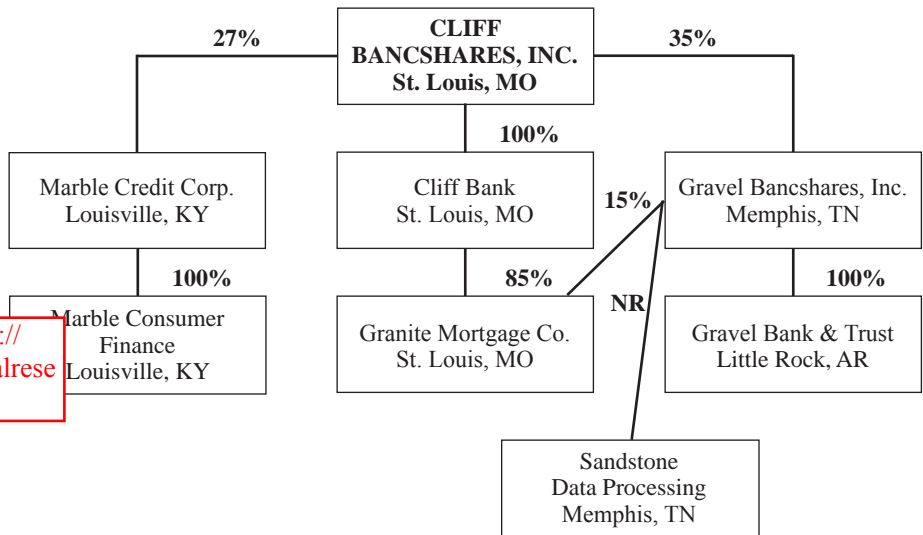 27%
CLIFF
BANCSHARES, INC.
St. Louis, MO
35%
100%
Marble Credit Corp.
Louisville, KY
Cliff Bank
St. Louis, MO
15%
Gravel Bancshares, Inc.
Memphis, TN
100%
85%
NR
100%
://
alrese
Marble Consumer
Finance
Louisville, KY
Granite Mortgage Co.
St. Louis, MO
Gravel Bank & Trust
Little Rock, AR
Sandstone
Data Processing
Memphis, TN